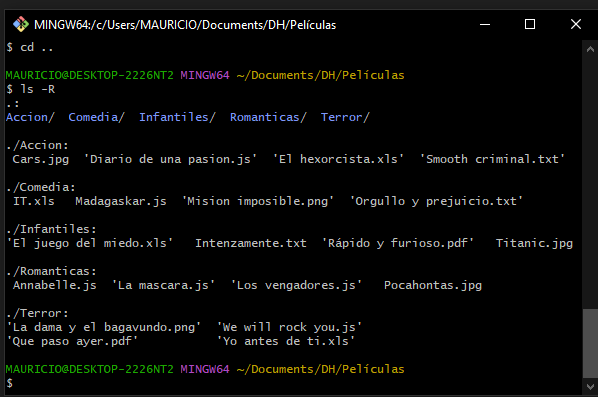 MINGW64:/c/Users/MAURICIO/Documents/DH/Películas
$ cd ..
MAURICIO@DESKTOP-2226NT2 MINGW64 ~/Documents/DH/Películas
$ ls -R
.:
Accion/  Comedia/  Infantiles/  Romanticas/  Terror/
./Accion:
 Cars.jpg  'Diario de una pasion.js'  'El hexorcista.xls'  'Smooth criminal.txt'
./Comedia:
 IT.xls   Madagaskar.js  'Mision imposible.png'  'Orgullo y prejuicio.txt'
./Infantiles:
'El juego del miedo.xls'   Intenzamente.txt  'Rápido y furioso.pdf'   Titanic.jpg
./Romanticas:
 Annabelle.js  'La mascara.js'  'Los vengadores.js'   Pocahontas.jpg
./Terror:
'La dama y el bagavundo.png'  'We will rock you.js'
'Que paso ayer.pdf'           'Yo antes de ti.xls'
MAURICIO@DESKTOP-2226NT2 MINGW64 ~/Documents/DH/Películas
$